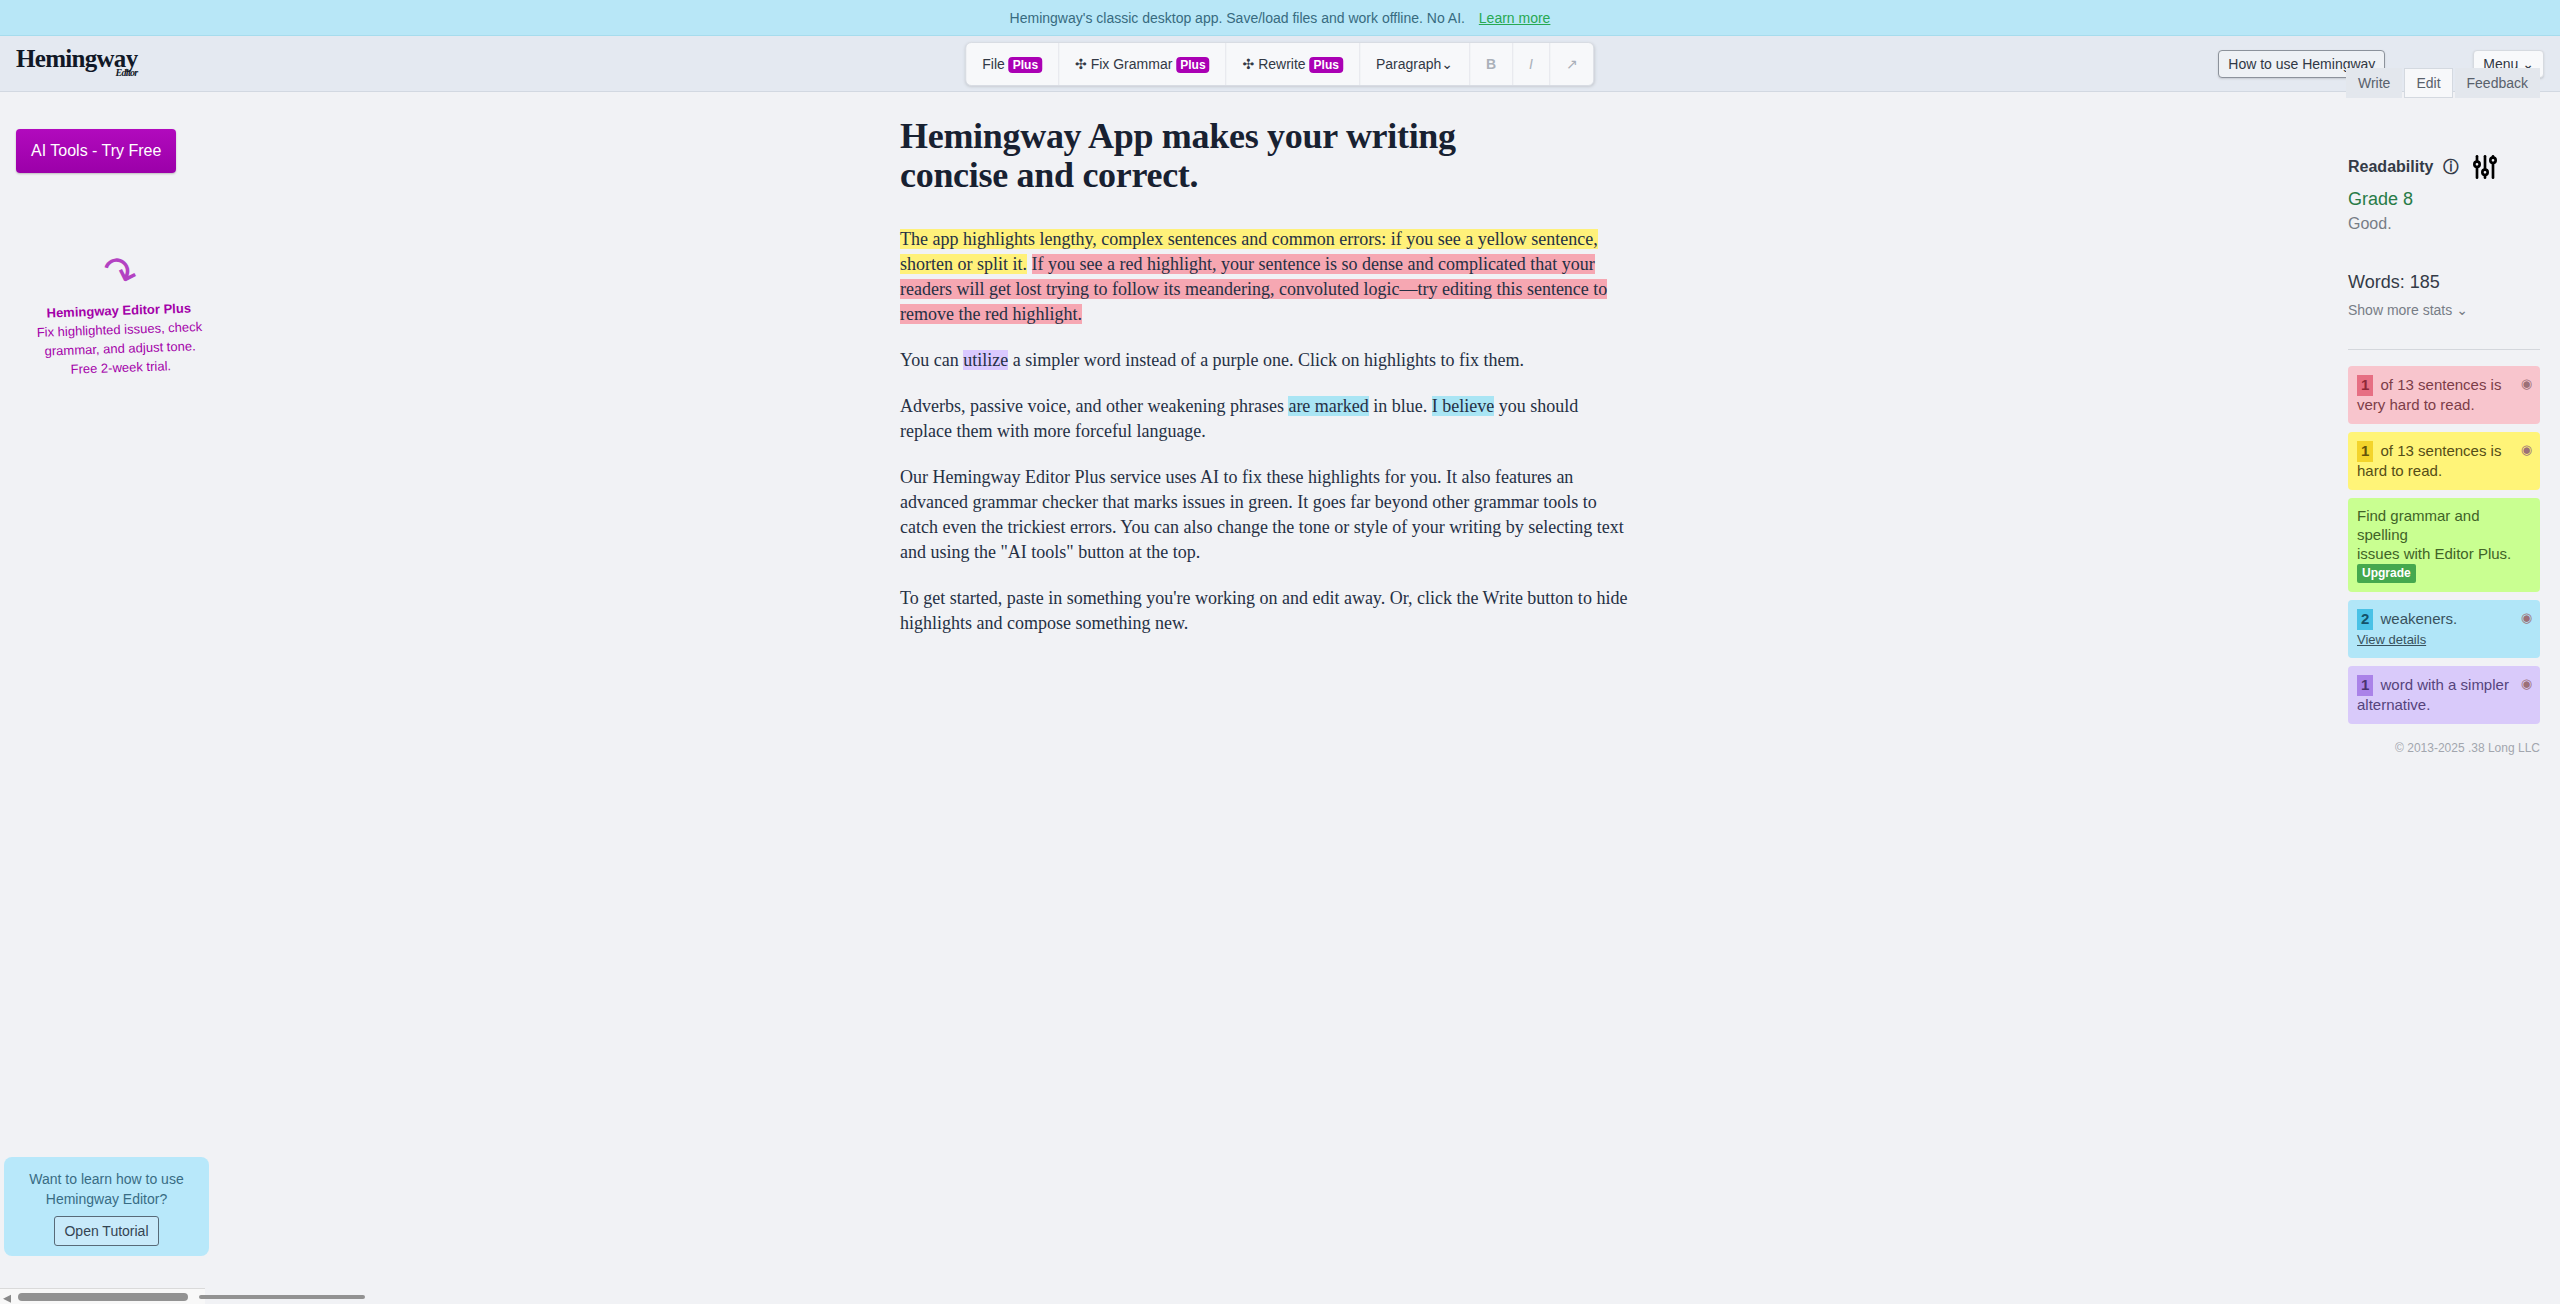 Hemingway's classic desktop app. Save/load files and work offline. No AI. Learn more
Hemingway
Editor
File Plus Fix Grammar Plus Rewrite Plus Paragraph B I
How to use Hemingway
Menu
Write Edit Feedback
AI Tools - Try Free
Hemingway Editor Plus
Fix highlighted issues, check
grammar, and adjust tone.
Free 2-week trial.
Hemingway App makes your writing
concise and correct.
The app highlights lengthy, complex sentences and common errors: if you see a yellow sentence,
shorten or split it. If you see a red highlight, your sentence is so dense and complicated that your
readers will get lost trying to follow its meandering, convoluted logic—try editing this sentence to
remove the red highlight.
You can utilize a simpler word instead of a purple one. Click on highlights to fix them.
Adverbs, passive voice, and other weakening phrases are marked in blue. I believe you should
replace them with more forceful language.
Our Hemingway Editor Plus service uses AI to fix these highlights for you. It also features an
advanced grammar checker that marks issues in green. It goes far beyond other grammar tools to
catch even the trickiest errors. You can also change the tone or style of your writing by selecting text
and using the "AI tools" button at the top.
To get started, paste in something you're working on and edit away. Or, click the Write button to hide
highlights and compose something new.
Readability
Grade 8
Good.
Words: 185
Show more stats
1 of 13 sentences is
very hard to read.
1 of 13 sentences is
hard to read.
Find grammar and
spelling
issues with Editor Plus.
Upgrade
2 weakeners.
View details
1 word with a simpler
alternative.
© 2013-2025 .38 Long LLC
Want to learn how to use
Hemingway Editor?
Open Tutorial